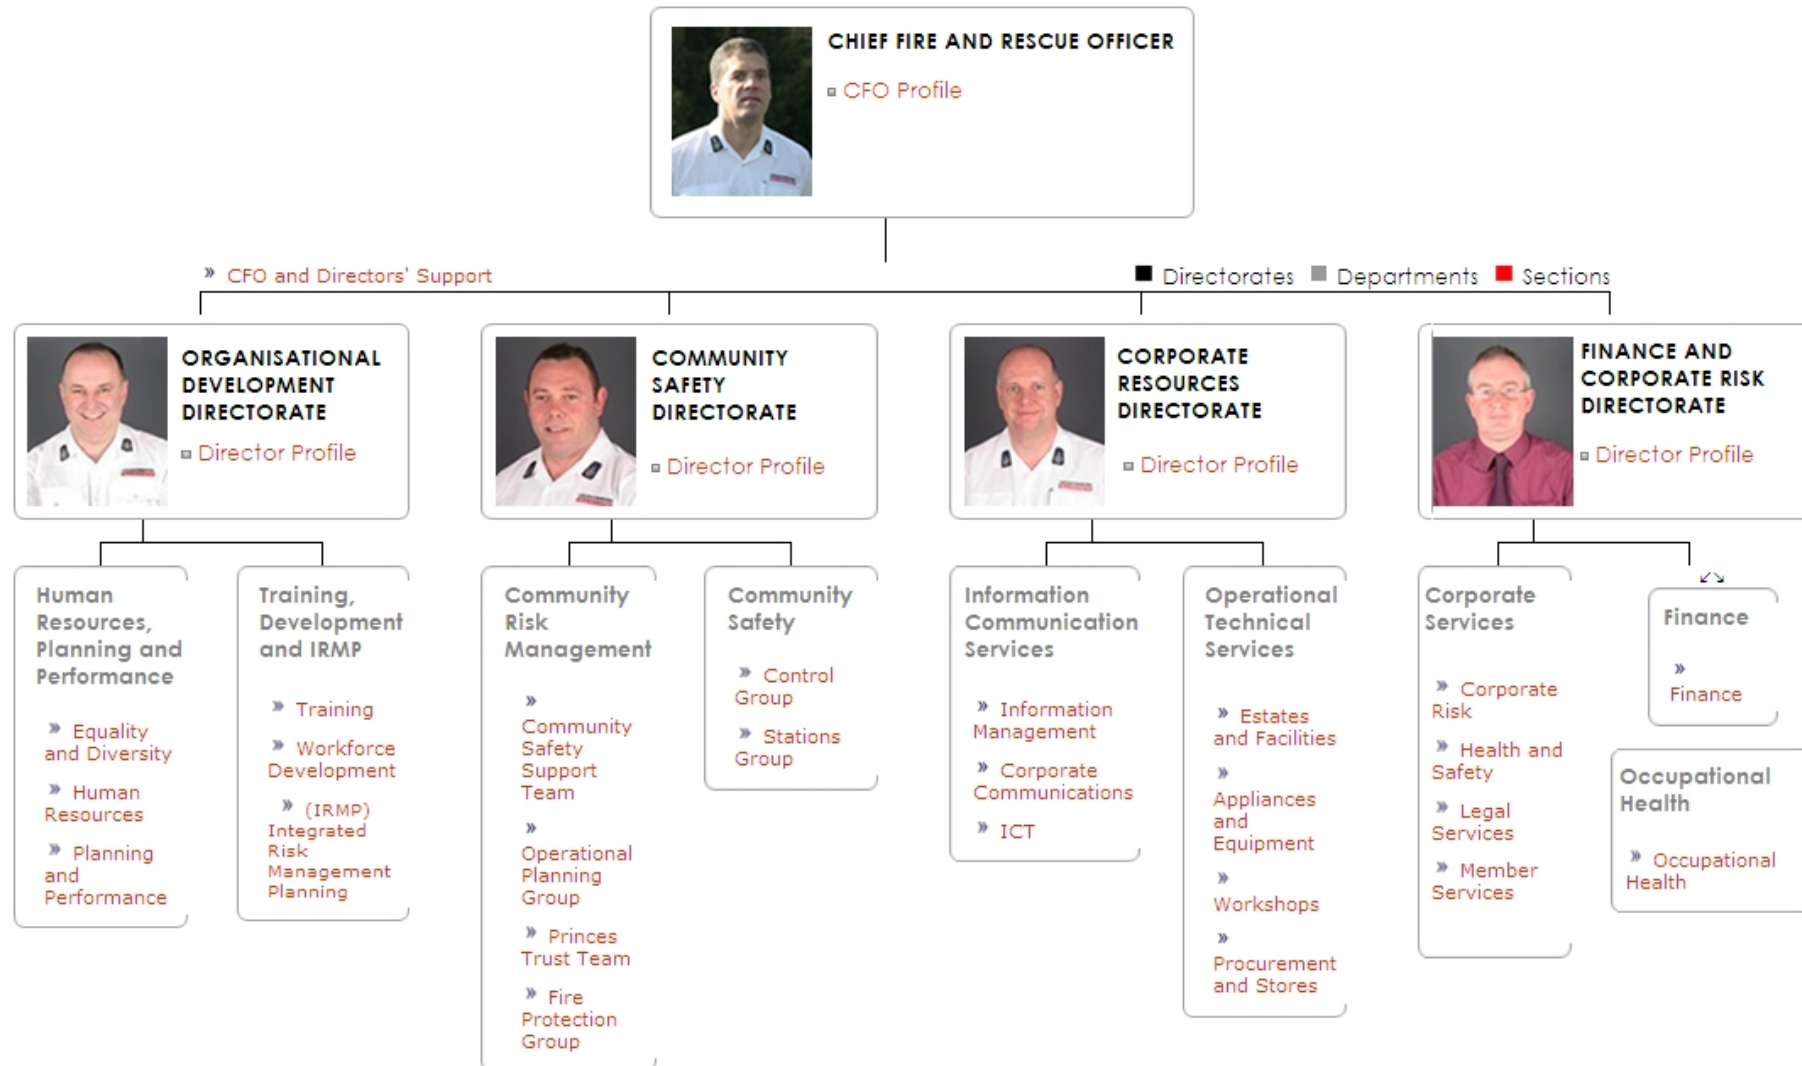 CHIEF FIRE AND RESCUE OFFICER
CFO Profile
» CFO and Directors' Support
Directorates Departments Sections
ORGANISATIONAL
DEVELOPMENT
DIRECTORATE
Director Profile
COMMUNITY
SAFETY
DIRECTORATE
Director Profile
CORPORATE
RESOURCES
DIRECTORATE
Director Profile
FINANCE AND
CORPORATE RISK
DIRECTORATE
Director Profile
Human
Resources,
Planning and
Performance
» Equality
and Diversity
» Human
Resources
» Planning
and
Performance
Training,
Development
and IRMP
» Training
» Workforce
Development
» (IRMP)
Integrated
Risk
Management
Planning
Community
Risk
Management
»
Community
Safety
Support
Team
»
Operational
Planning
Group
» Princes
Trust Team
» Fire
Protection
Group
Community
Safety
» Control
Group
» Stations
Group
Information
Communication
Services
» Information
Management
» Corporate
Communications
» ICT
Operational
Technical
Services
» Estates
and Facilities
»
Appliances
and
Equipment
»
Workshops
»
Procurement
and Stores
Corporate
Services
» Corporate
Risk
» Health and
Safety
» Legal
Services
» Member
Services
Finance
»
Finance
Occupational
Health
» Occupational
Health